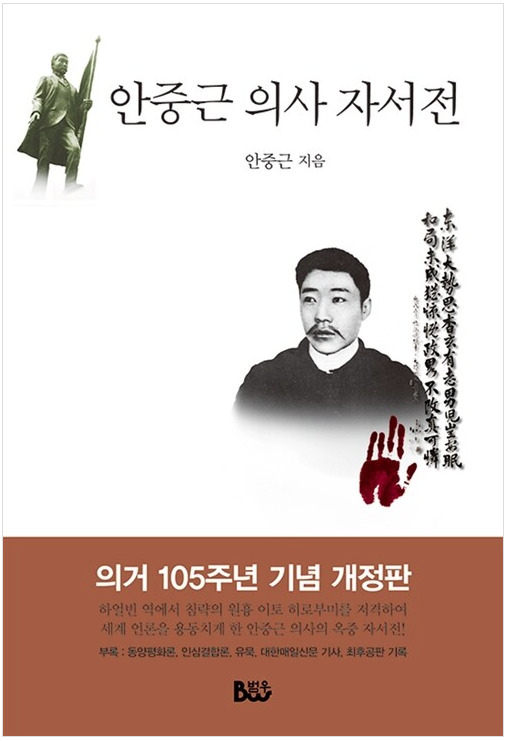 안중근 의사 자서전
안중근 지음
东洋大勢思杳玄有志男児豈安眠
和局未成猶慷慨政畧不改真可憐
의거 105주년 기념 개정판
하얼빈 역에서 침략의 원흉 이토 히로부미를 저격하여
세계 언론을 용동치게 한 안중근 의사의 옥중 자서전!
부록 : 동양평화론, 인심결합론, 유묵, 대한매일신문 기사, 최후공판 기록
범우
Bw